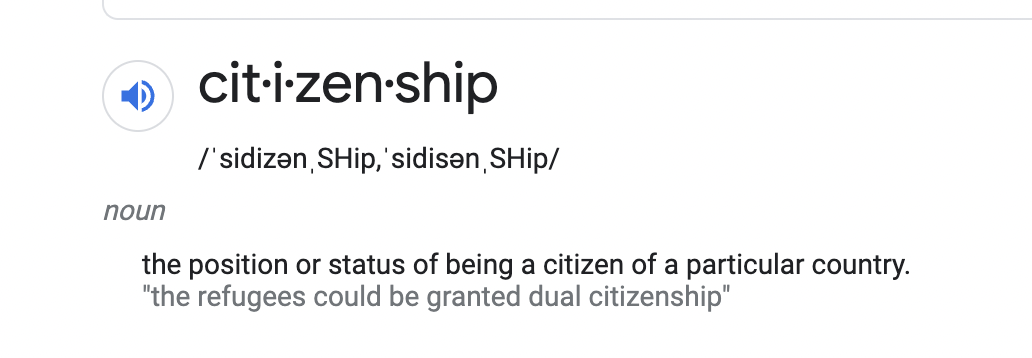 cit·i·zen·ship
/ˈsidizənˌSHip,ˈsidisənˌSHip/
noun
the position or status of being a citizen of a particular country.
"the refugees could be granted dual citizenship"